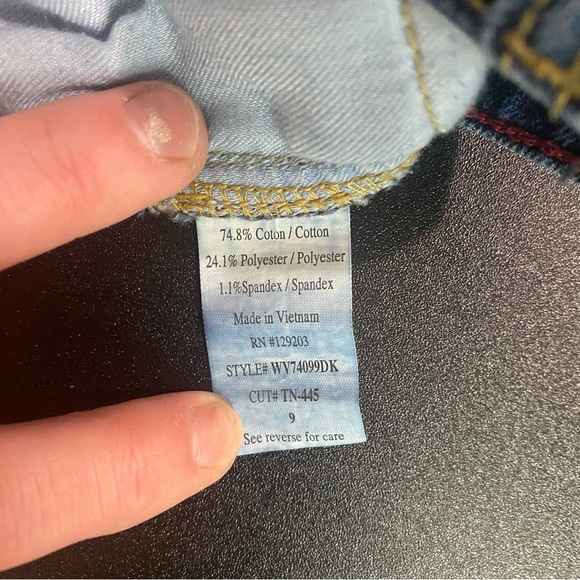 74.8% Coton / Cotton
24.1% Polyester / Polyester
1.1%Spandex / Spandex
Made in Vietnam
RN #129203
STYLE# WV74099DK
CUT# TN-445
9
See reverse for care